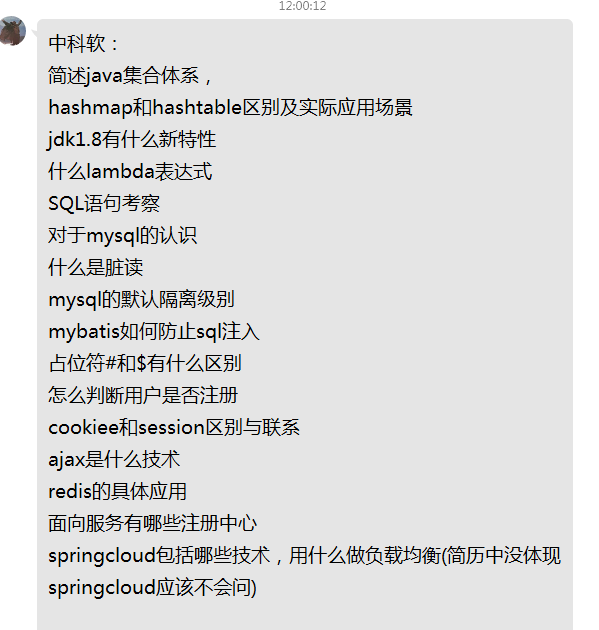 12:00:12
中科软：
简述java集合体系，
hashmap和hashtable区别及实际应用场景
jdk1.8有什么新特性
什么lambda表达式
SQL语句考察
对于mysql的认识
什么是脏读
mysql的默认隔离级别
mybatis如何防止sql注入
占位符#和$有什么区别
怎么判断用户是否注册
cookiee和session区别与联系
ajax是什么技术
redis的具体应用
面向服务有哪些注册中心
springcloud包括哪些技术，用什么做负载均衡(简历中没体现
springcloud应该不会问)